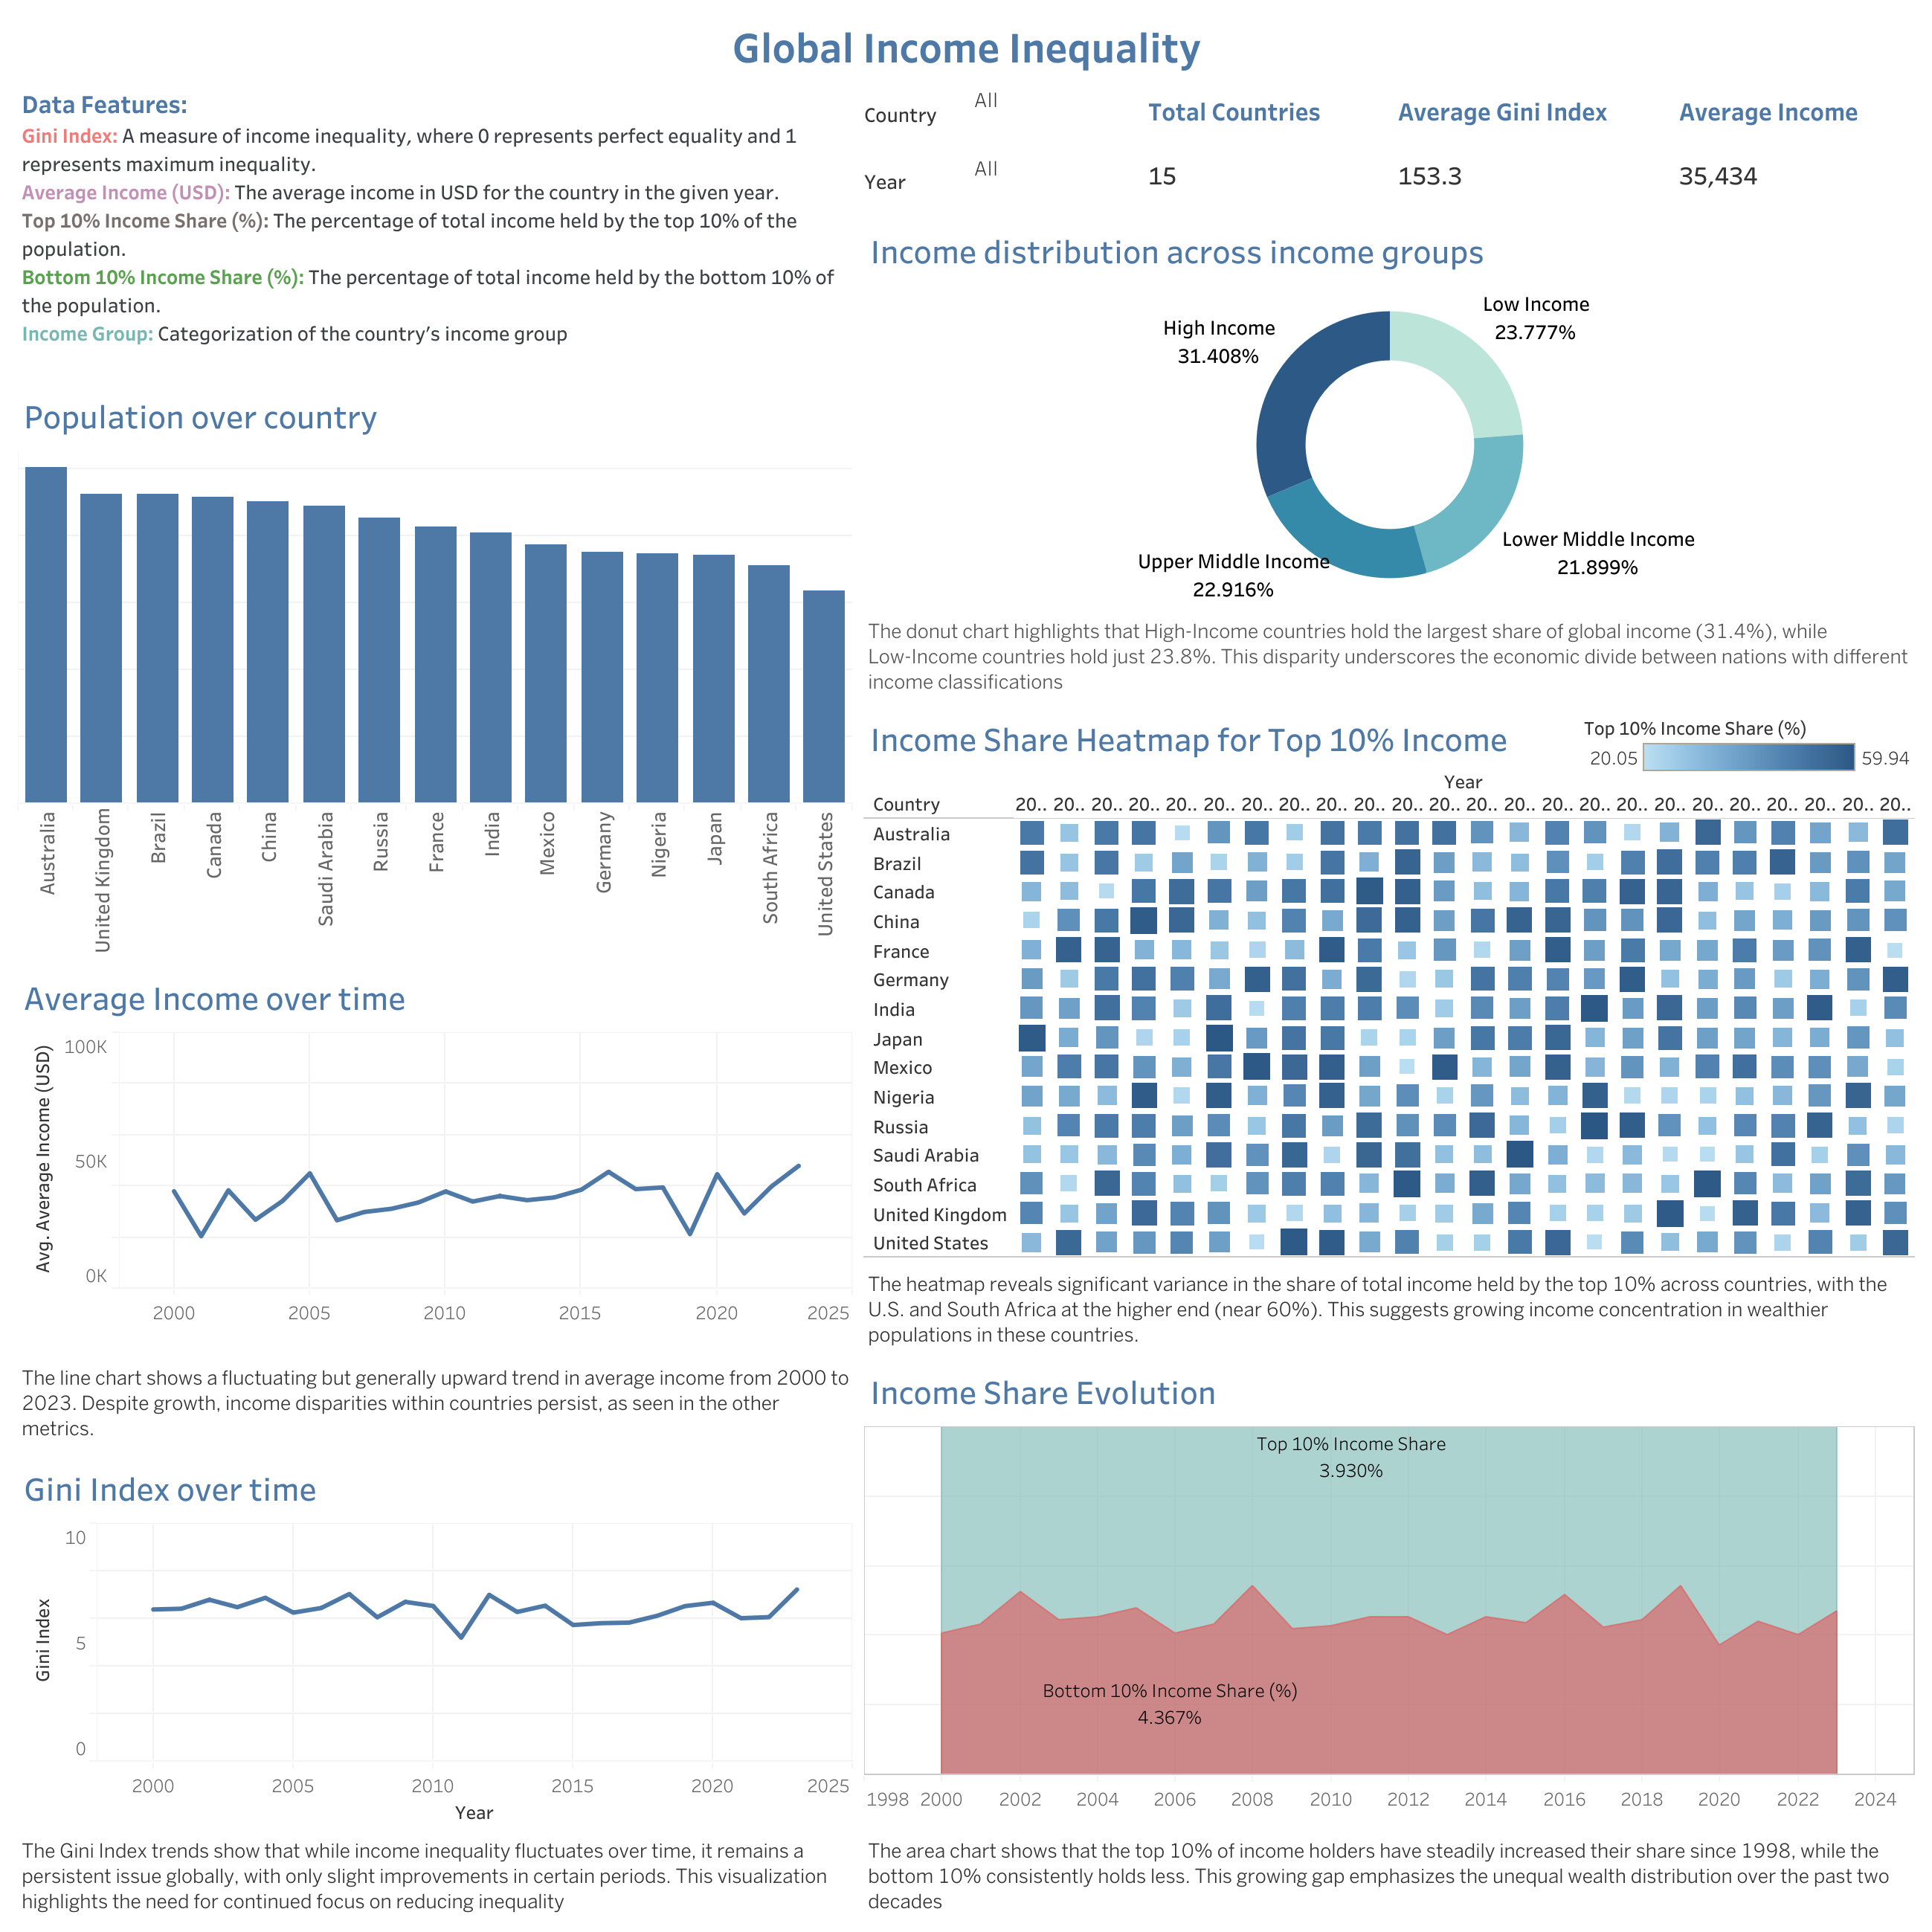 Global Income Inequality
Data Features:
Gini Index: A measure of income inequality, where 0 represents perfect equality and 1
represents maximum inequality.
Average Income (USD): The average income in USD for the country in the given year.
Top 10% Income Share (%): The percentage of total income held by the top 10% of the
population.
Bottom 10% Income Share (%): The percentage of total income held by the bottom 10% of
the population.
Income Group: Categorization of the country's income group
Country
All
Year
All
Total Countries
15
Average Gini Index
153.3
Average Income
35,434
Population over country
Australia
United Kingdom
Brazil
Canada
China
Saudi Arabia
Russia
France
India
Mexico
Germany
Nigeria
Japan
South Africa
United States
Income distribution across income groups
Low Income
23.777%
High Income
31.408%
Lower Middle Income
21.899%
Upper Middle Income
22.916%
The donut chart highlights that High-Income countries hold the largest share of global income (31.4%), while
Low-Income countries hold just 23.8%. This disparity underscores the economic divide between nations with different
income classifications
Average Income over time
Avg. Average Income (USD)
100K
50K
0K
2000 2005 2010 2015 2020 2025
The line chart shows a fluctuating but generally upward trend in average income from 2000 to
2023. Despite growth, income disparities within countries persist, as seen in the other
metrics.
Income Share Heatmap for Top 10% Income
Top 10% Income Share (%)
20.05 59.94
Year
Country 20.. 20.. 20.. 20.. 20.. 20.. 20.. 20.. 20.. 20.. 20.. 20.. 20.. 20.. 20.. 20.. 20.. 20.. 20.. 20.. 20.. 20.. 20.. 20..
Australia
Brazil
Canada
China
France
Germany
India
Japan
Mexico
Nigeria
Russia
Saudi Arabia
South Africa
United Kingdom
United States
The heatmap reveals significant variance in the share of total income held by the top 10% across countries, with the
U.S. and South Africa at the higher end (near 60%). This suggests growing income concentration in wealthier
populations in these countries.
Gini Index over time
Gini Index
10
5
0
2000 2005 2010 2015 2020 2025
Year
The Gini Index trends show that while income inequality fluctuates over time, it remains a
persistent issue globally, with only slight improvements in certain periods. This visualization
highlights the need for continued focus on reducing inequality
Income Share Evolution
Top 10% Income Share
3.930%
Bottom 10% Income Share (%)
4.367%
1998 2000 2002 2004 2006 2008 2010 2012 2014 2016 2018 2020 2022 2024
The area chart shows that the top 10% of income holders have steadily increased their share since 1998, while the
bottom 10% consistently holds less. This growing gap emphasizes the unequal wealth distribution over the past two
decades